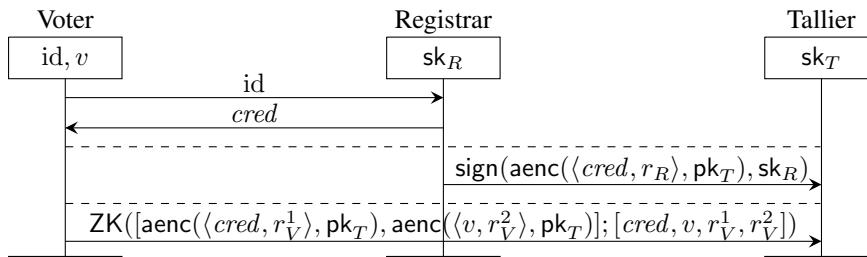 Voter Registrar Tallier
id, v sk_R sk_T
id
cred
sign(aenc(⟨cred, r_R⟩, pk_T), sk_R)
ZK([aenc(⟨cred, r_V^1⟩, pk_T), aenc(⟨v, r_V^2⟩, pk_T)]; [cred, v, r_V^1, r_V^2])